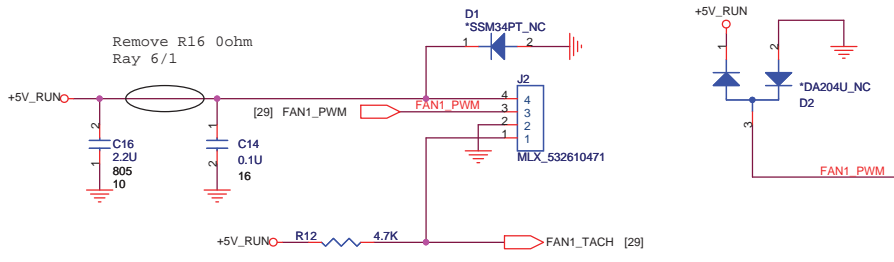 Remove R16 0ohm
Ray 6/1
+5V_RUN
2
1
C16
2.2U
805
10
1
2
C14
0.1U
16
D1
*SSM34PT_NC
1
2
J2
[29] FAN1_PWM
FAN1_PWM
4
3
2
1
4
3
2
1
MLX_532610471
+5V_RUN
R12
4.7K
FAN1_TACH [29]
+5V_RUN
1
2
*DA204U_NC
D2
3
FAN1_PWM